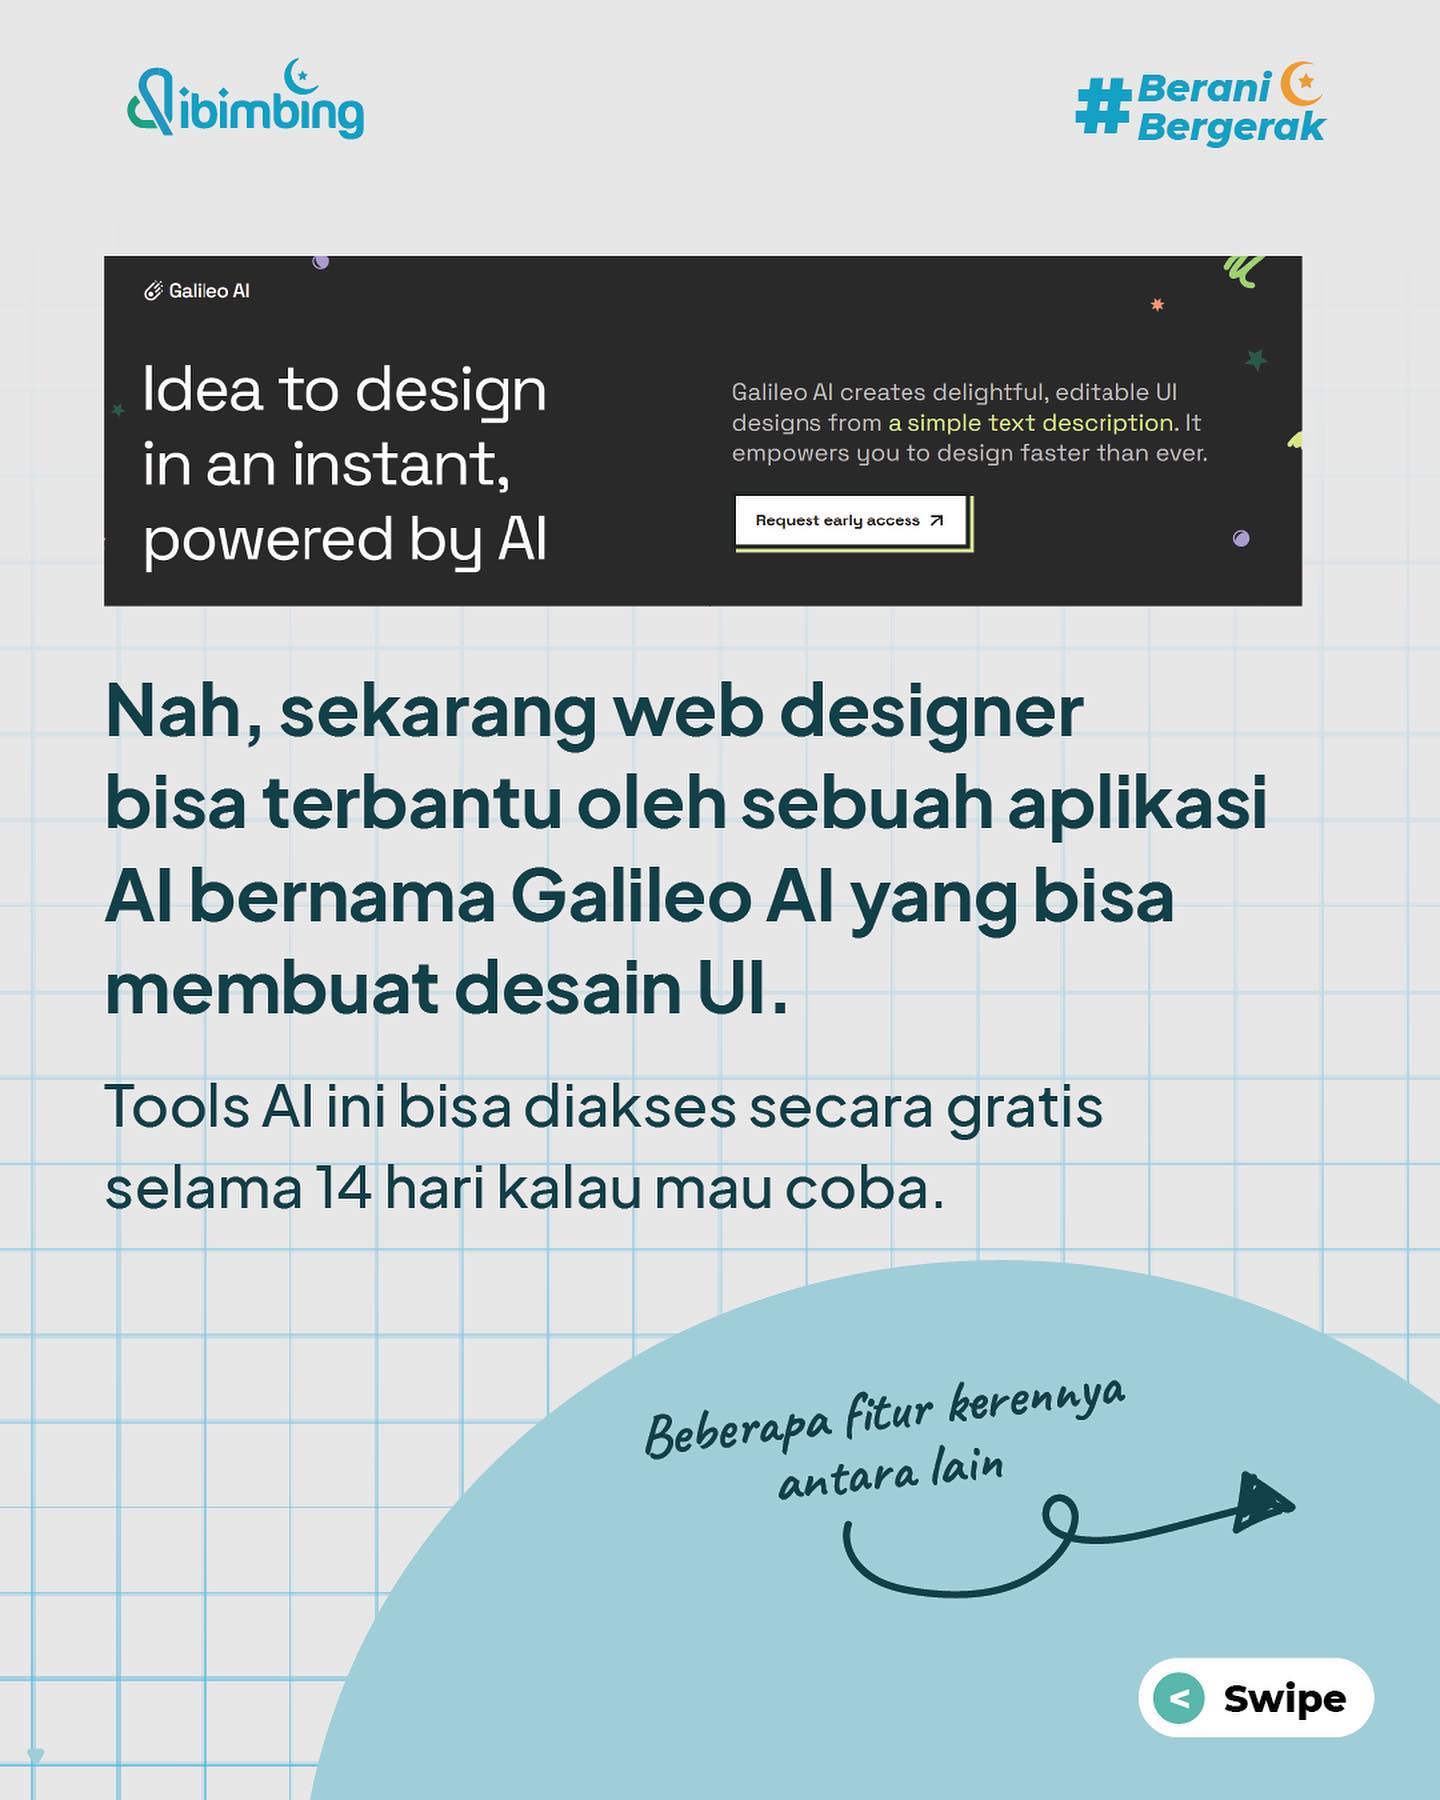 dibimbing
#Berani
Bergerak
Galileo AI
Idea to design
in an instant,
powered by AI
Galileo AI creates delightful, editable UI
designs from a simple text description. It
empowers you to design faster than ever.
Request early access
Nah, sekarang web designer
bisa terbantu oleh sebuah aplikasi
AI bernama Galileo AI yang bisa
membuat desain UI.
Tools AI ini bisa diakses secara gratis
selama 14 hari kalau mau coba.
Beberapa fitur kerennya
antara lain
< Swipe